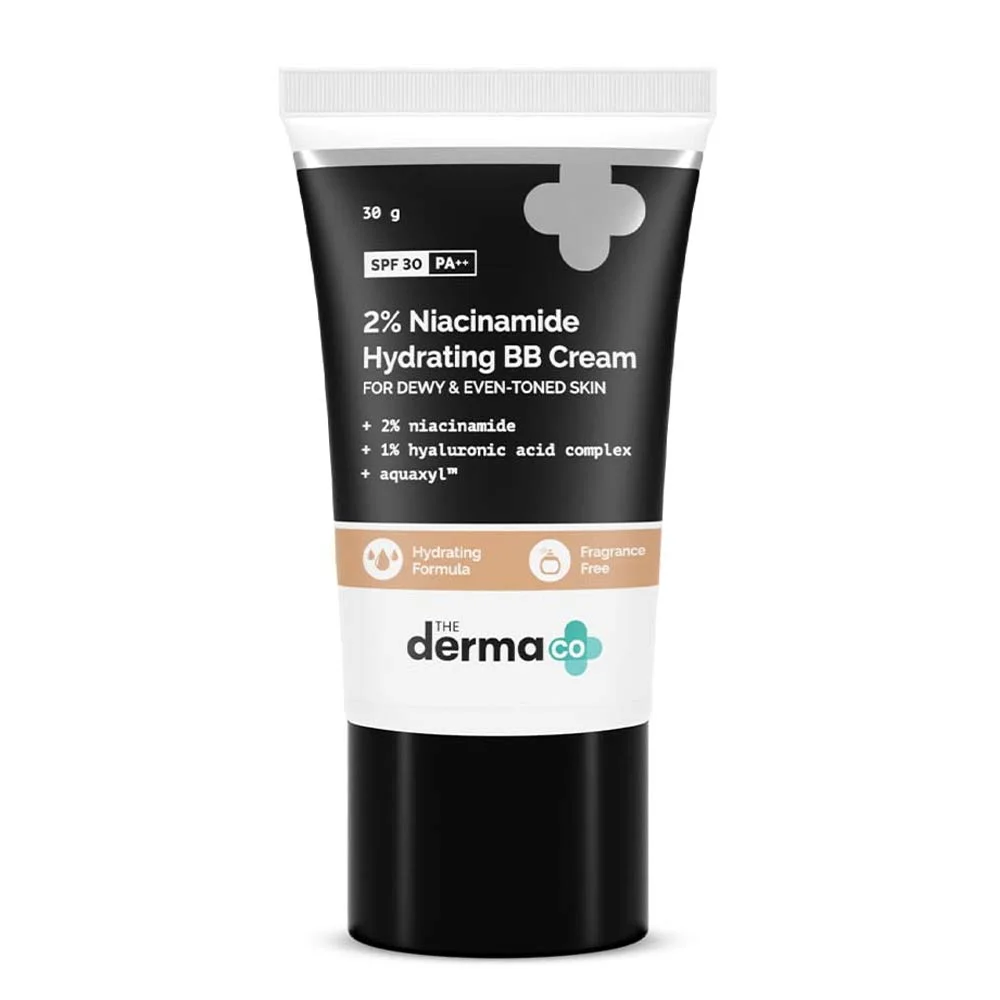 30 g
SPF 30 PA++
2% Niacinamide
Hydrating BB Cream
FOR DEWY & EVEN-TONED SKIN
+ 2% niacinamide
+ 1% hyaluronic acid complex
+ aquaxyl™
Hydrating
Formula
Fragrance
Free
THE
derma co